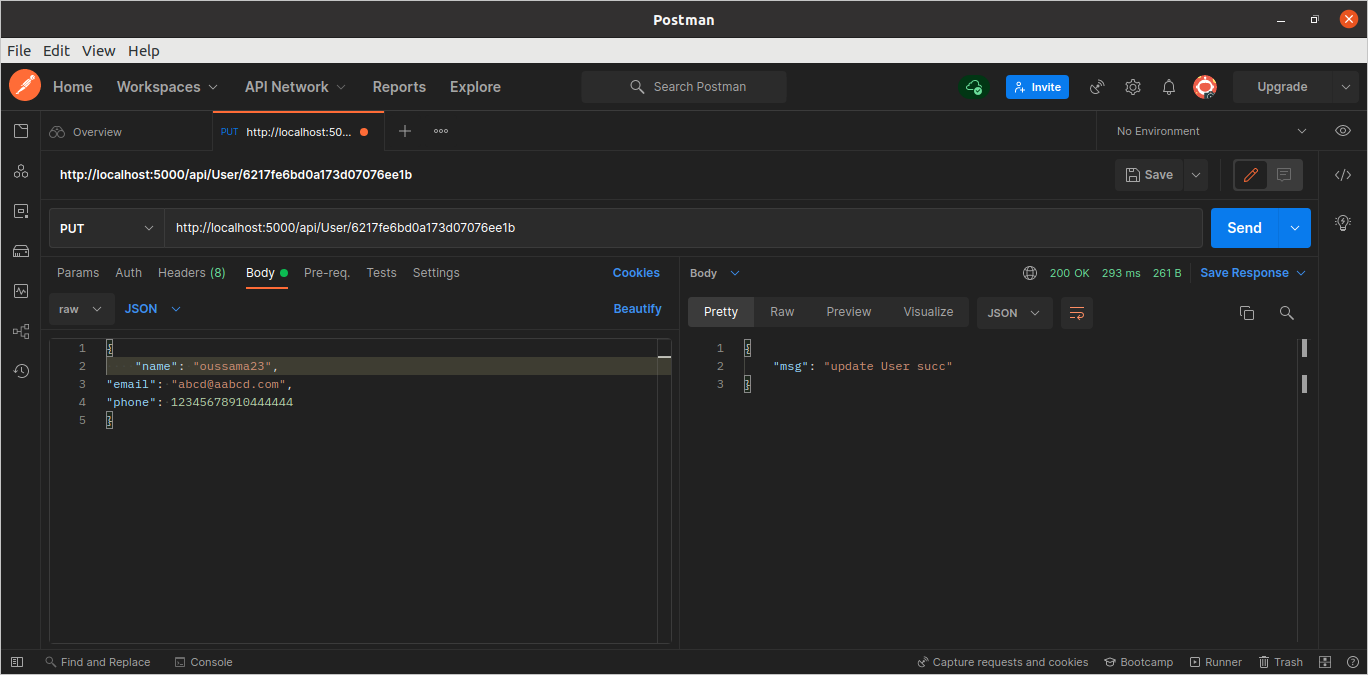 Postman
File Edit View Help
Home Workspaces API Network Reports Explore Search Postman Invite Upgrade
Overview PUT http://localhost:50... No Environment
http://localhost:5000/api/User/6217fe6bd0a173d07076ee1b Save
PUT http://localhost:5000/api/User/6217fe6bd0a173d07076ee1b Send
Params Auth Headers (8) Body Pre-req. Tests Settings Cookies
raw JSON Beautify
1 {
2 "name": "oussama23",
3 "email": "abcd@aabcd.com",
4 "phone": 12345678910444444
5 }
Body 200 OK 293 ms 261 B Save Response
Pretty Raw Preview Visualize JSON
1 {
2 "msg": "update User succ"
3 }
Find and Replace Console Capture requests and cookies Bootcamp Runner Trash